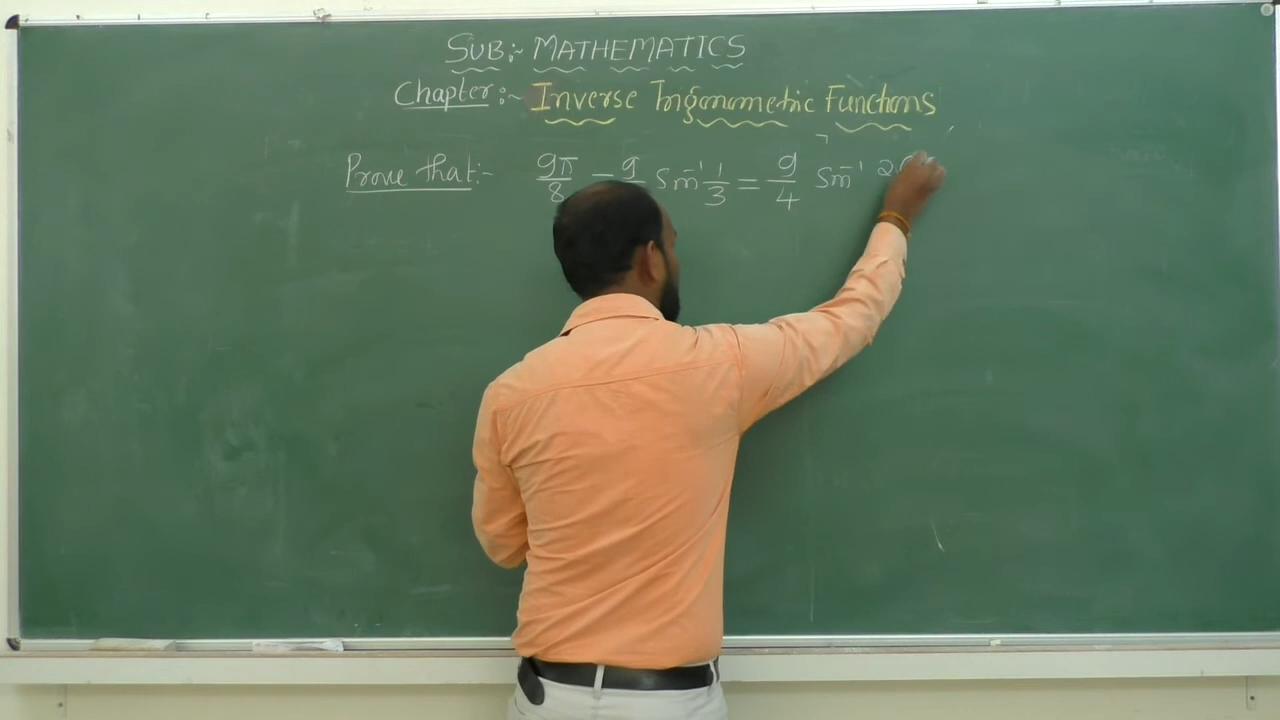 SUB:- MATHEMATICS
Chapter:- Inverse Trigonometric Functions
Prove that:- 9π/8 - 9/ Sin⁻¹ 1/3 = 9/4 Sin⁻¹ 2